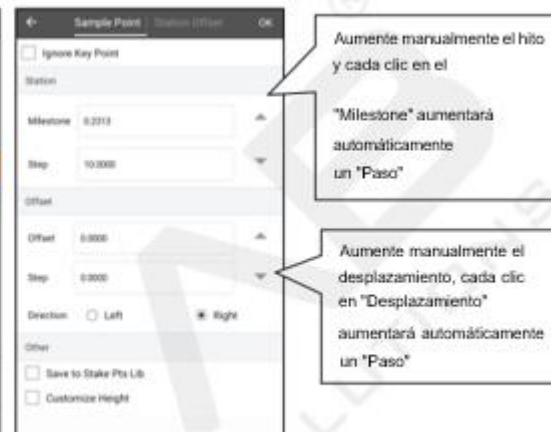 Sample Point Station Offset OK
Ignore Key Point
Station
Milestone 0.2313
Step 10.0000
Offset
Offset 0.0000
Step 0.0000
Direction Left Right
Other
Save to Stake Pts Lib
Customize Height
Aumente manualmente el hito
y cada clic en el
"Milestone" aumentará
automáticamente
un "Paso"
Aumente manualmente el
desplazamiento, cada clic
en "Desplazamiento"
aumentará automáticamente
un "Paso"